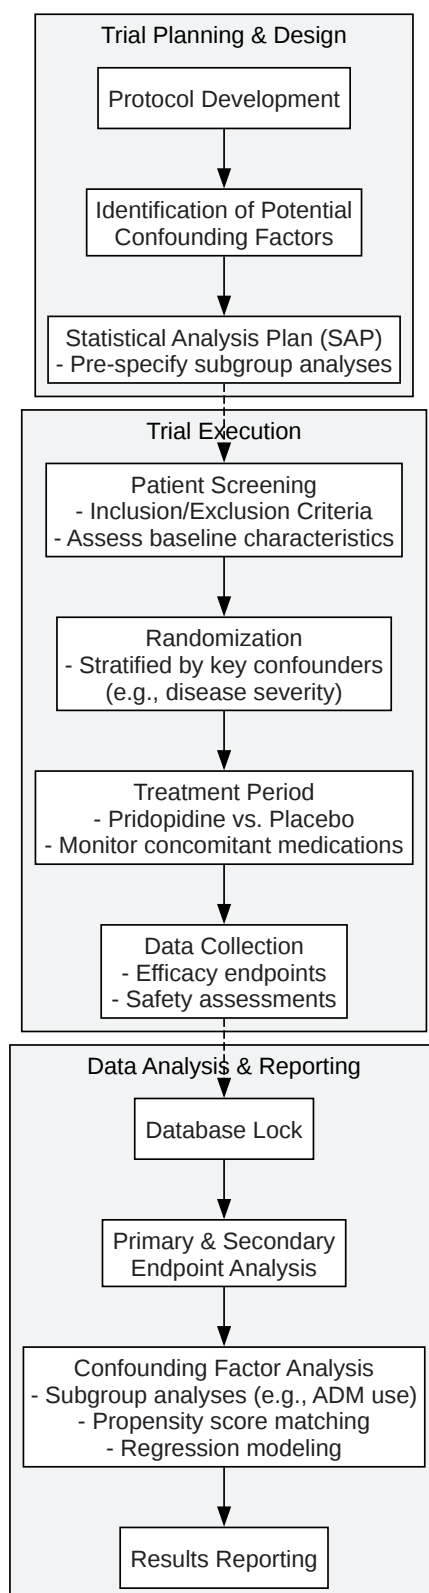 Trial Planning & Design
Protocol Development
Identification of Potential
Confounding Factors
Statistical Analysis Plan (SAP)
- Pre-specify subgroup analyses
Trial Execution
Patient Screening
- Inclusion/Exclusion Criteria
- Assess baseline characteristics
Randomization
- Stratified by key confounders
(e.g., disease severity)
Treatment Period
- Pridopidine vs. Placebo
- Monitor concomitant medications
Data Collection
- Efficacy endpoints
- Safety assessments
Data Analysis & Reporting
Database Lock
Primary & Secondary
Endpoint Analysis
Confounding Factor Analysis
- Subgroup analyses (e.g., ADM use)
- Propensity score matching
- Regression modeling
Results Reporting